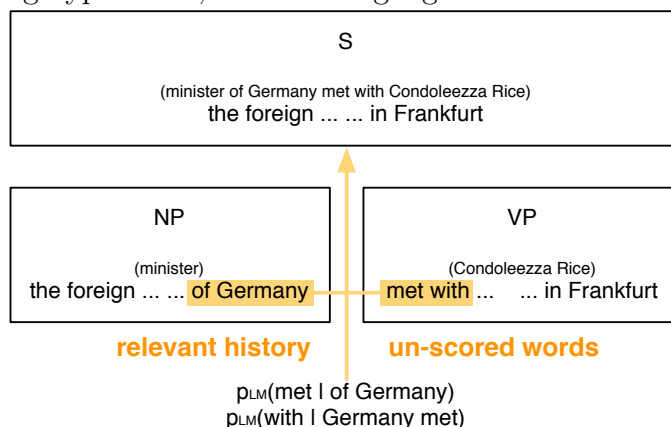 S
(minister of Germany met with Condoleezza Rice)
the foreign ... ... in Frankfurt
NP
VP
(minister)
(Condoleezza Rice)
the foreign ... ... of Germany
met with ... ... in Frankfurt
relevant history
un-scored words
pLM(met | of Germany)
pLM(with | Germany met)